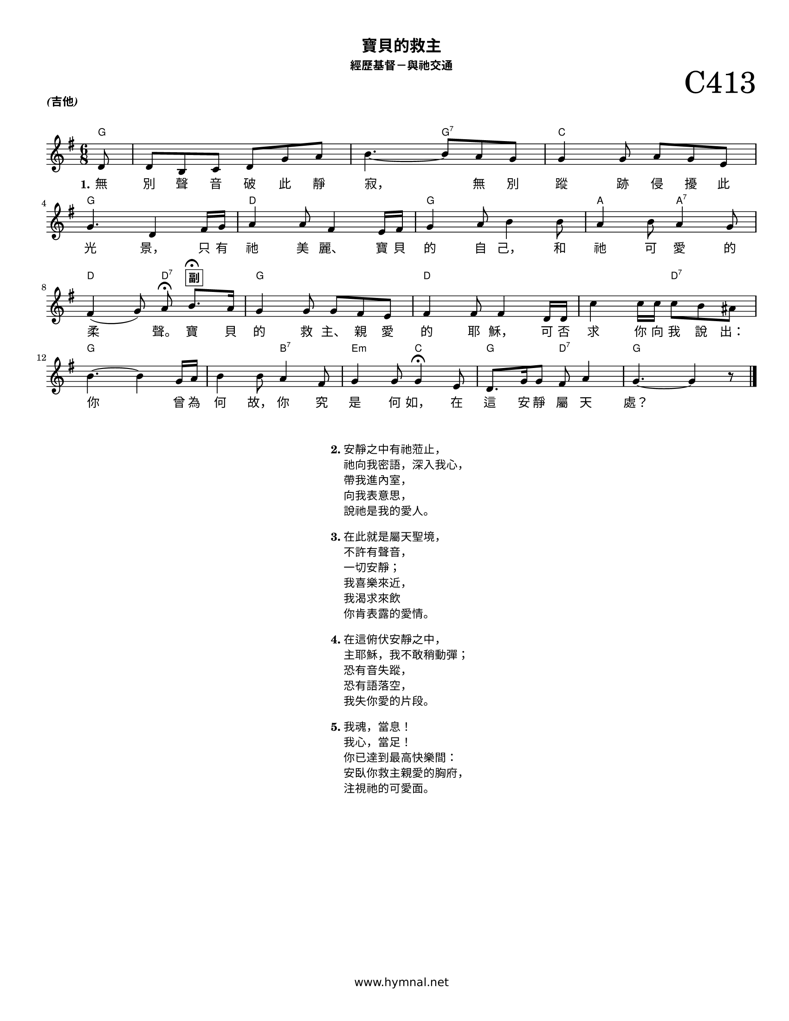 寶貝的救主
經歷基督－與祂交通
C413
(吉他)
G G7 C
1. 無 別 聲 音 破 此 靜 寂， 無 別 蹤 跡 侵 擾 此
4 G D G A A7
光 景， 只 有 祂 美 麗、 寶 貝 的 自 己， 和 祂 可 愛 的
8 D D7 副 G D D7
柔 聲。 寶 貝 的 救 主、 親 愛 的 耶 穌， 可 否 求 你 向 我 說 出：
12 G B7 Em C G D7 G
你 曾 為 何 故， 你 究 是 何 如， 在 這 安 靜 屬 天 處？
2. 安靜之中有祂蒞止，
祂向我密語，深入我心，
帶我進內室，
向我表意思，
說祂是我的愛人。
3. 在此就是屬天聖境，
不許有聲音，
一切安靜；
我喜樂來近，
我渴求來飲
你肯表露的愛情。
4. 在這俯伏安靜之中，
主耶穌，我不敢稍動彈；
恐有音失蹤，
恐有語落空，
我失你愛的片段。
5. 我魂，當息！
我心，當足！
你已達到最高快樂間：
安臥你救主親愛的胸府，
注視祂的可愛面。
www.hymnal.net